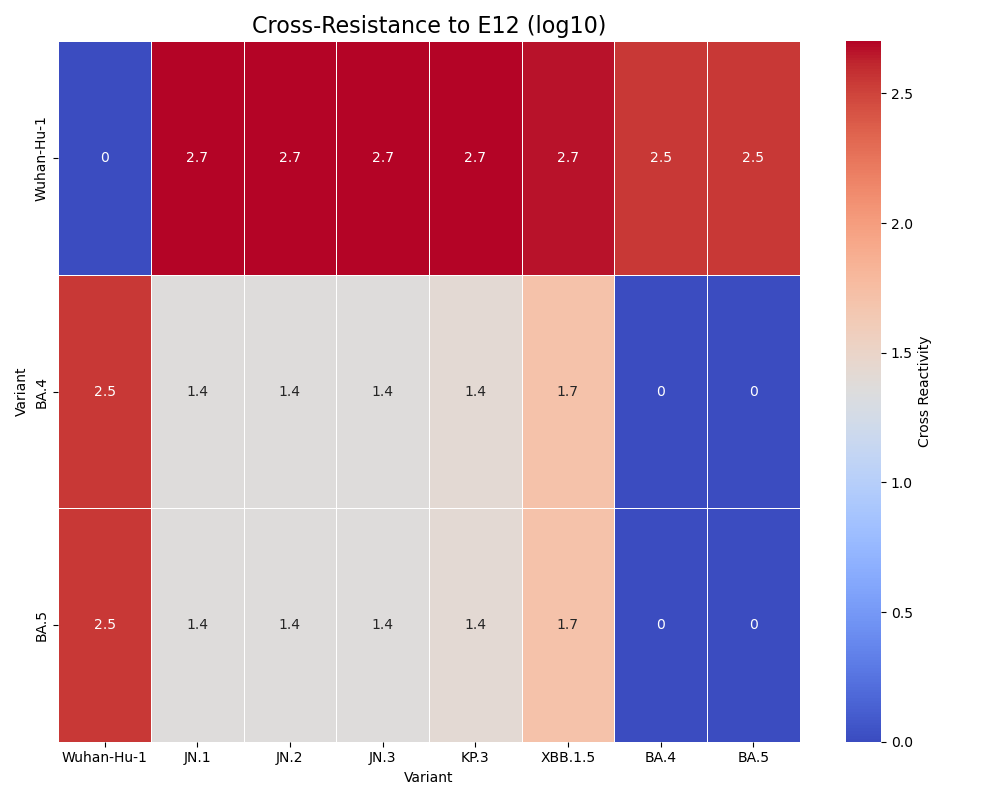 Cross-Resistance to E12 (log10)
Wuhan-Hu-1
0 2.7 2.7 2.7 2.7 2.7 2.5 2.5
BA.4
2.5 1.4 1.4 1.4 1.4 1.7 0 0
BA.5
2.5 1.4 1.4 1.4 1.4 1.7 0 0
Variant
Wuhan-Hu-1 JN.1 JN.2 JN.3 KP.3 XBB.1.5 BA.4 BA.5
Variant
2.5
2.0
1.5
1.0
0.5
0.0
Cross Reactivity